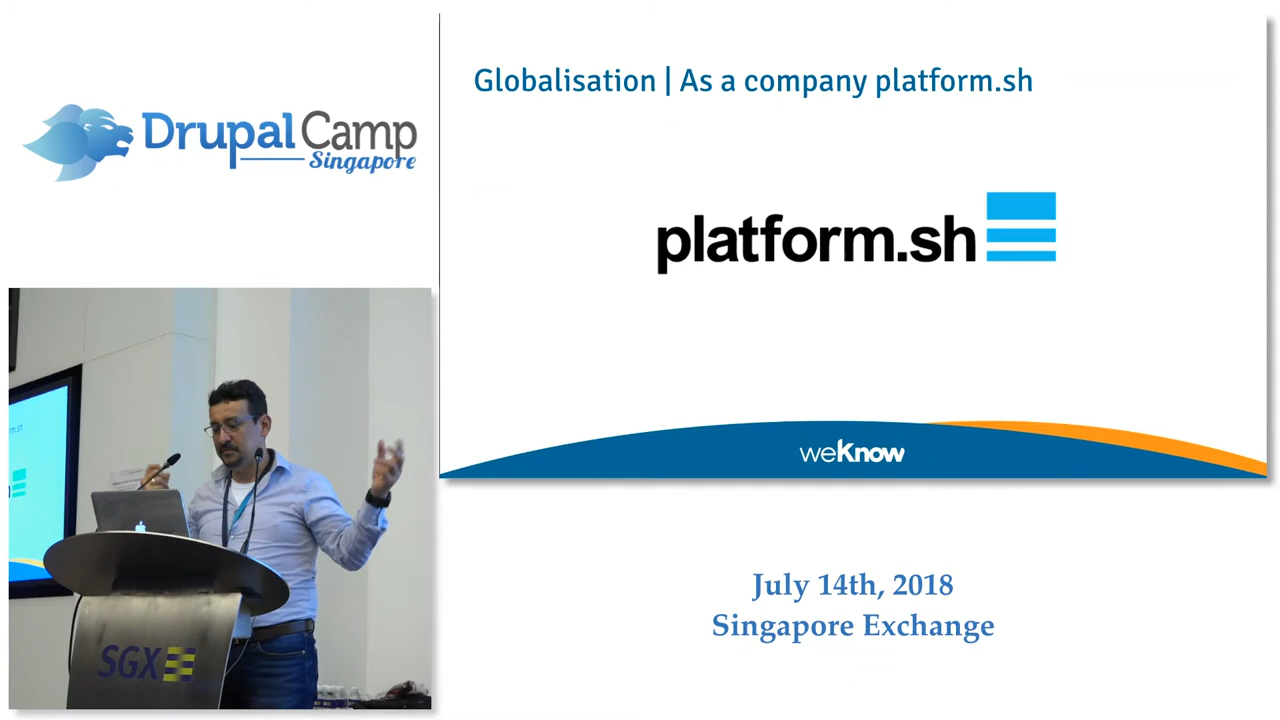 Globalisation | As a company platform.sh
DrupalCamp
Singapore
platform.sh
weKnow
SGX
July 14th, 2018
Singapore Exchange